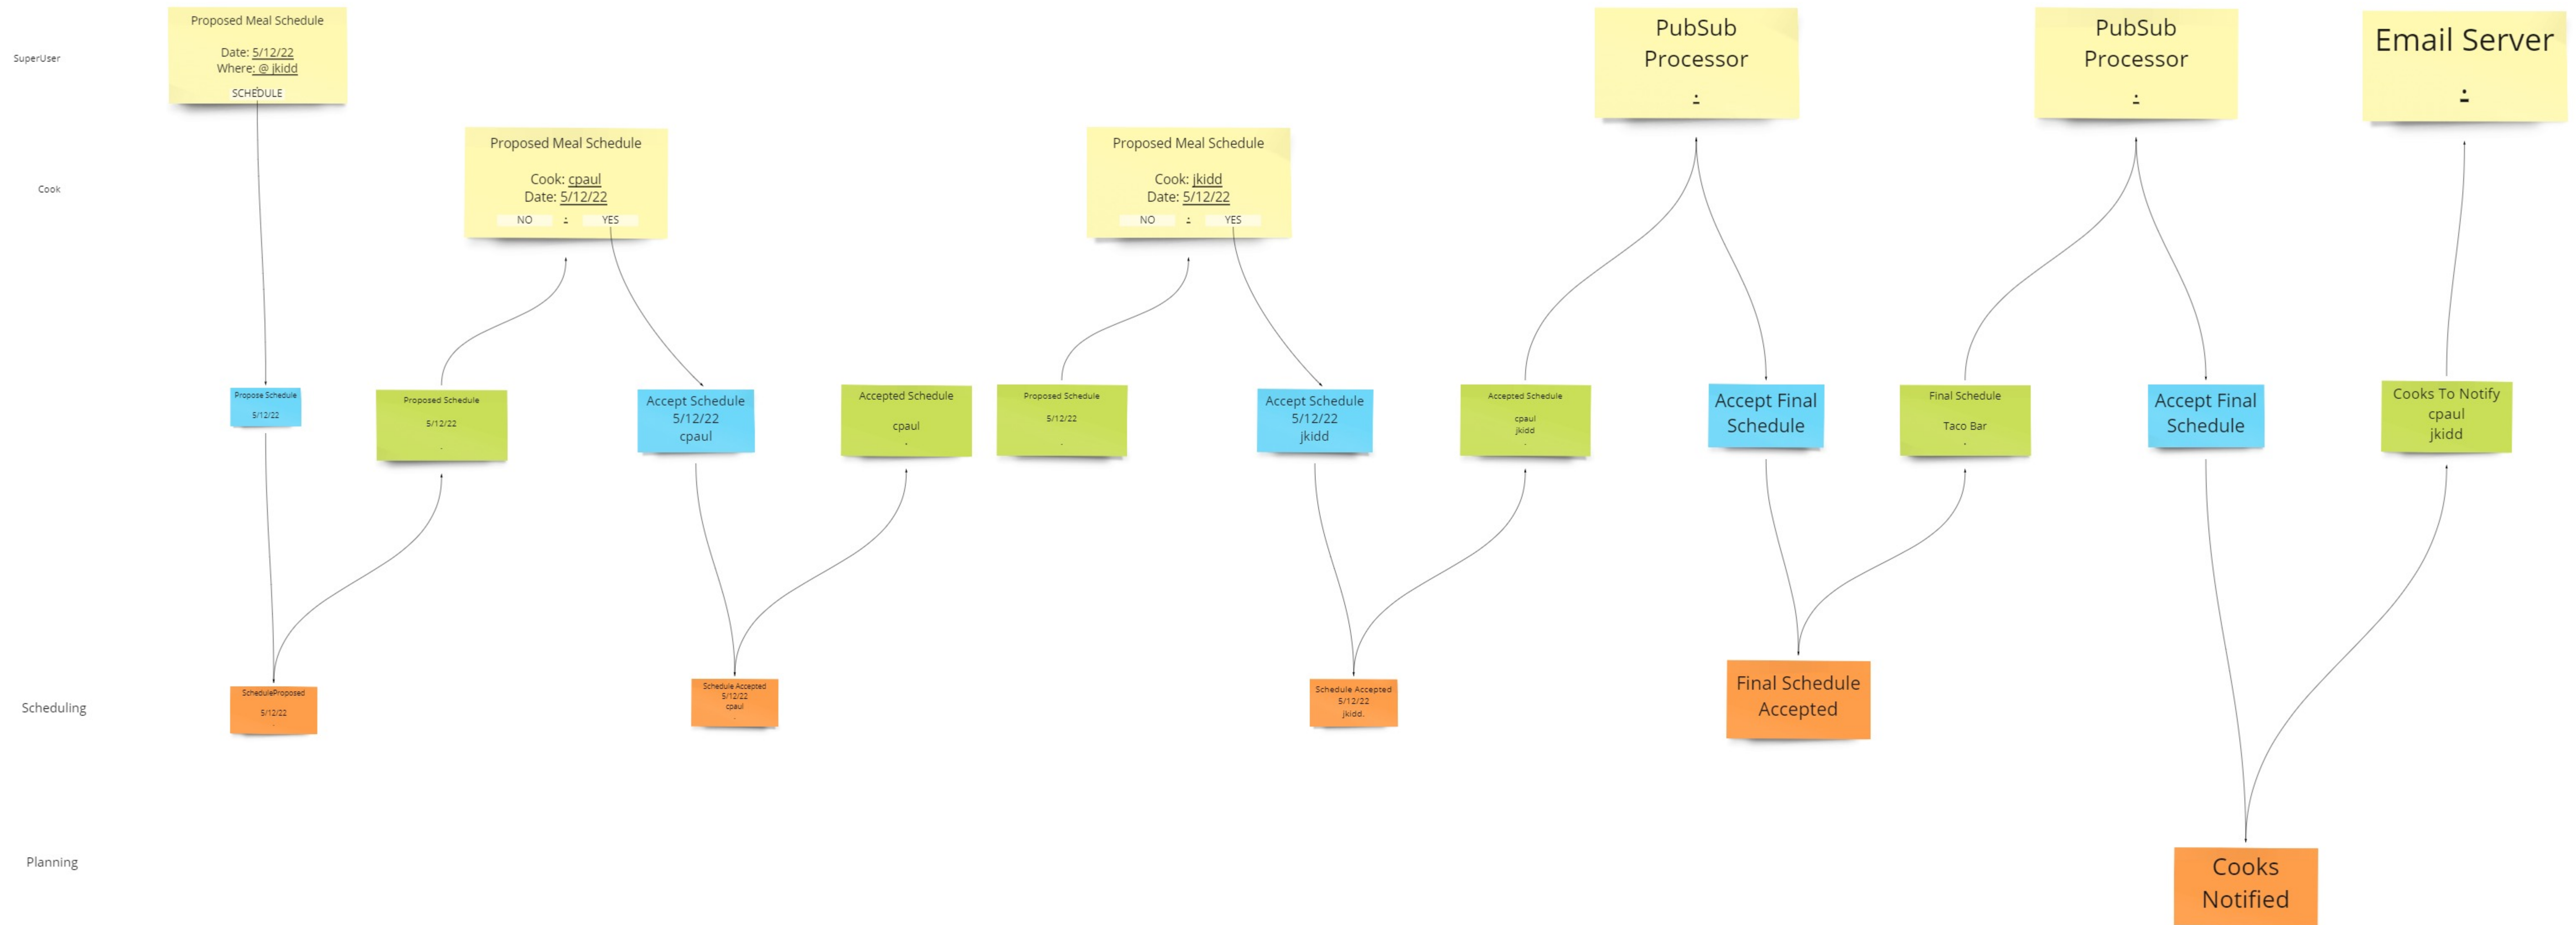 SuperUser
Proposed Meal Schedule
Date: 5/12/22
Where: @ jkidd
SCHEDULE
PubSub
Processor
.
PubSub
Processor
.
Email Server
.
Cook
Proposed Meal Schedule
Cook: cpaul
Date: 5/12/22
NO . YES
Proposed Meal Schedule
Cook: jkidd
Date: 5/12/22
NO . YES
Propose Schedule
5/12/22
Proposed Schedule
5/12/22
.
Accept Schedule
5/12/22
cpaul
Accepted Schedule
cpaul
.
Proposed Schedule
5/12/22
.
Accept Schedule
5/12/22
jkidd
Accepted Schedule
cpaul
jkidd
.
Accept Final
Schedule
Final Schedule
Taco Bar
.
Accept Final
Schedule
Cooks To Notify
cpaul
jkidd
Scheduling
ScheduleProposed
5/12/22
.
Schedule Accepted
5/12/22
cpaul
.
Schedule Accepted
5/12/22
jkidd.
Final Schedule
Accepted
Planning
Cooks
Notified